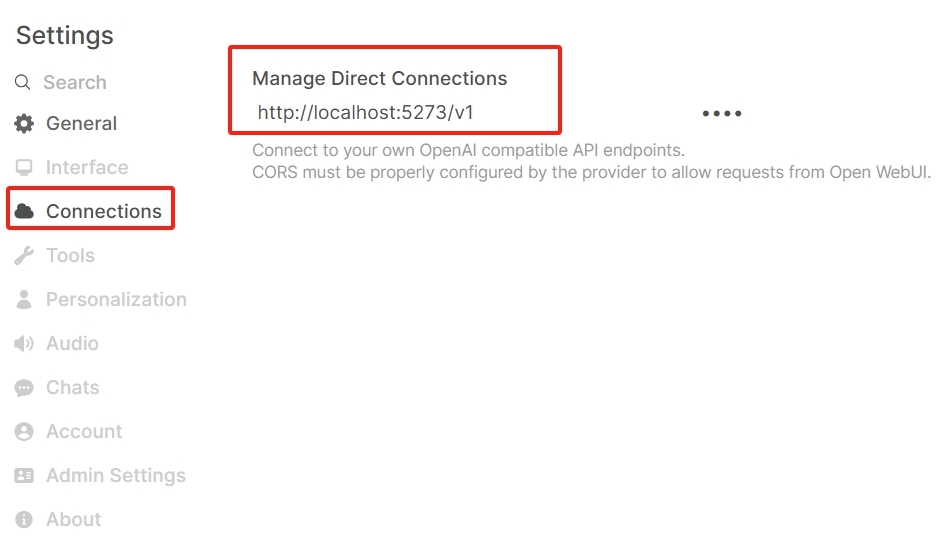 Settings
Search
General
Interface
Connections
Tools
Personalization
Audio
Chats
Account
Admin Settings
About
Manage Direct Connections
http://localhost:5273/v1
••••
Connect to your own OpenAI compatible API endpoints.
CORS must be properly configured by the provider to allow requests from Open WebUI.